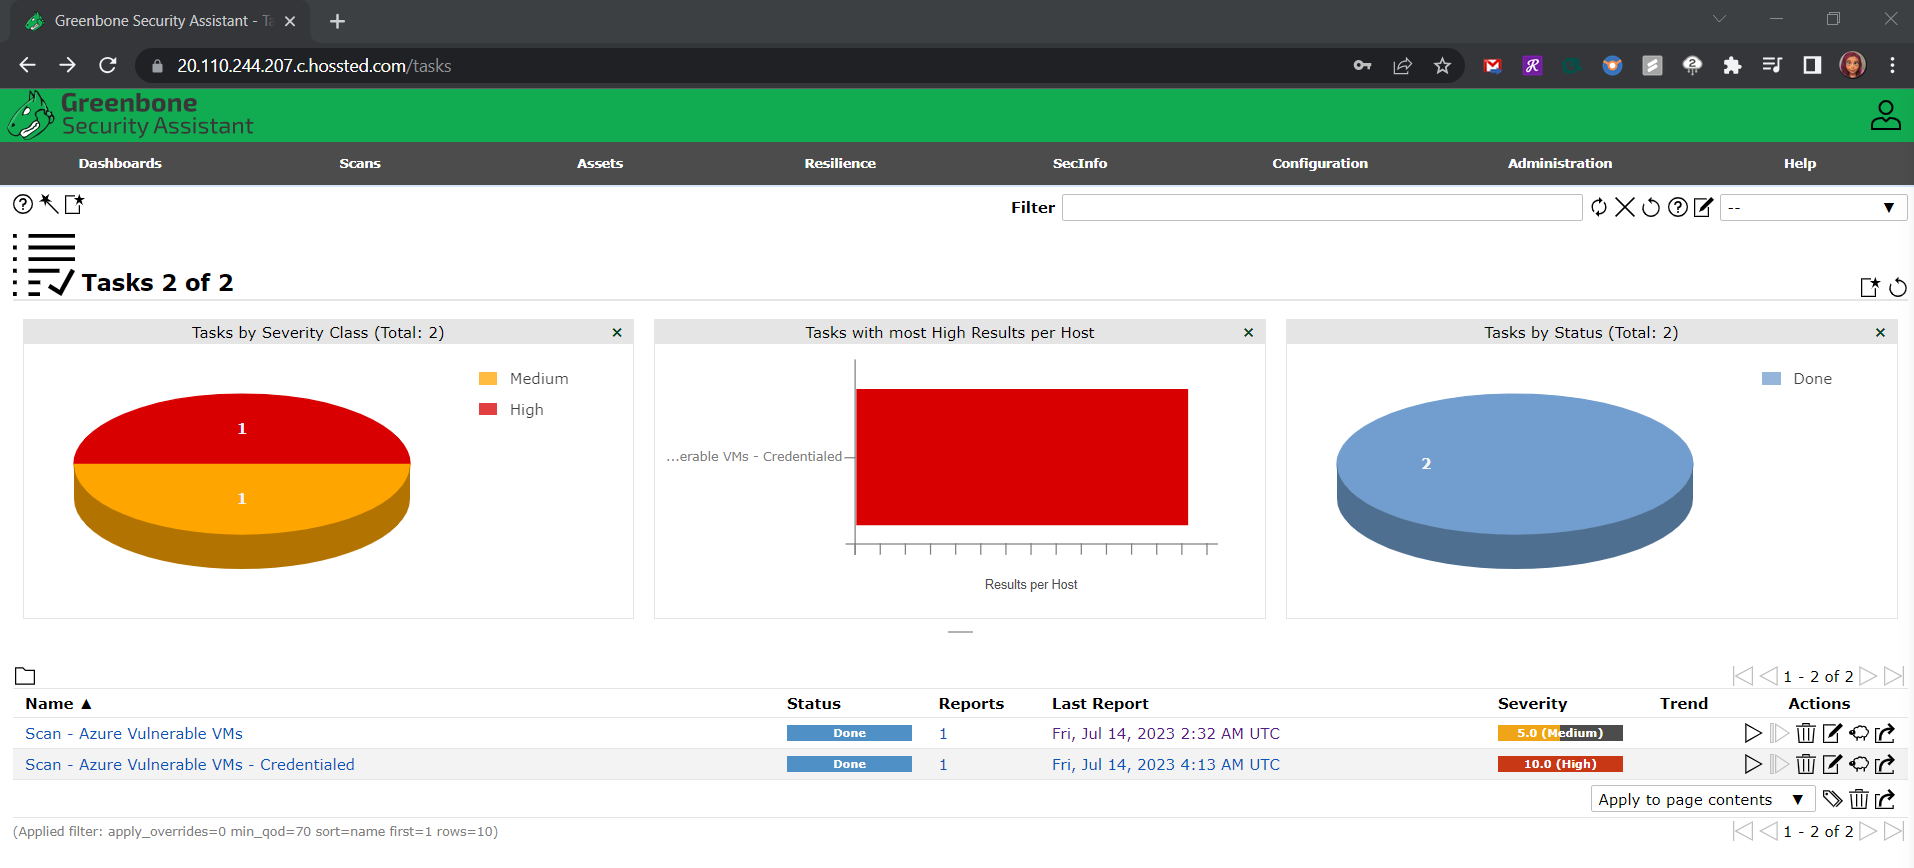 Greenbone Security Assistant - Ta
20.110.244.207.c.hossted.com/tasks
Greenbone
Security Assistant
Dashboards Scans Assets Resilience SecInfo Configuration Administration Help
Filter --
Tasks 2 of 2
Tasks by Severity Class (Total: 2)
Medium
High
1
1
Tasks with most High Results per Host
...erable VMs - Credentialed
Results per Host
Tasks by Status (Total: 2)
Done
2
1 - 2 of 2
Name ▲ Status Reports Last Report Severity Trend Actions
Scan - Azure Vulnerable VMs Done 1 Fri, Jul 14, 2023 2:32 AM UTC 5.0 (Medium)
Scan - Azure Vulnerable VMs - Credentialed Done 1 Fri, Jul 14, 2023 4:13 AM UTC 10.0 (High)
Apply to page contents ▼
(Applied filter: apply_overrides=0 min_qod=70 sort=name first=1 rows=10) 1 - 2 of 2